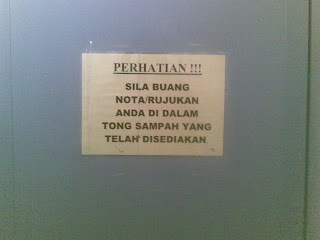 PERHATIAN !!!
SILA BUANG
NOTA/RUJUKAN
ANDA DI DALAM
TONG SAMPAH YANG
TELAH DISEDIAKAN.